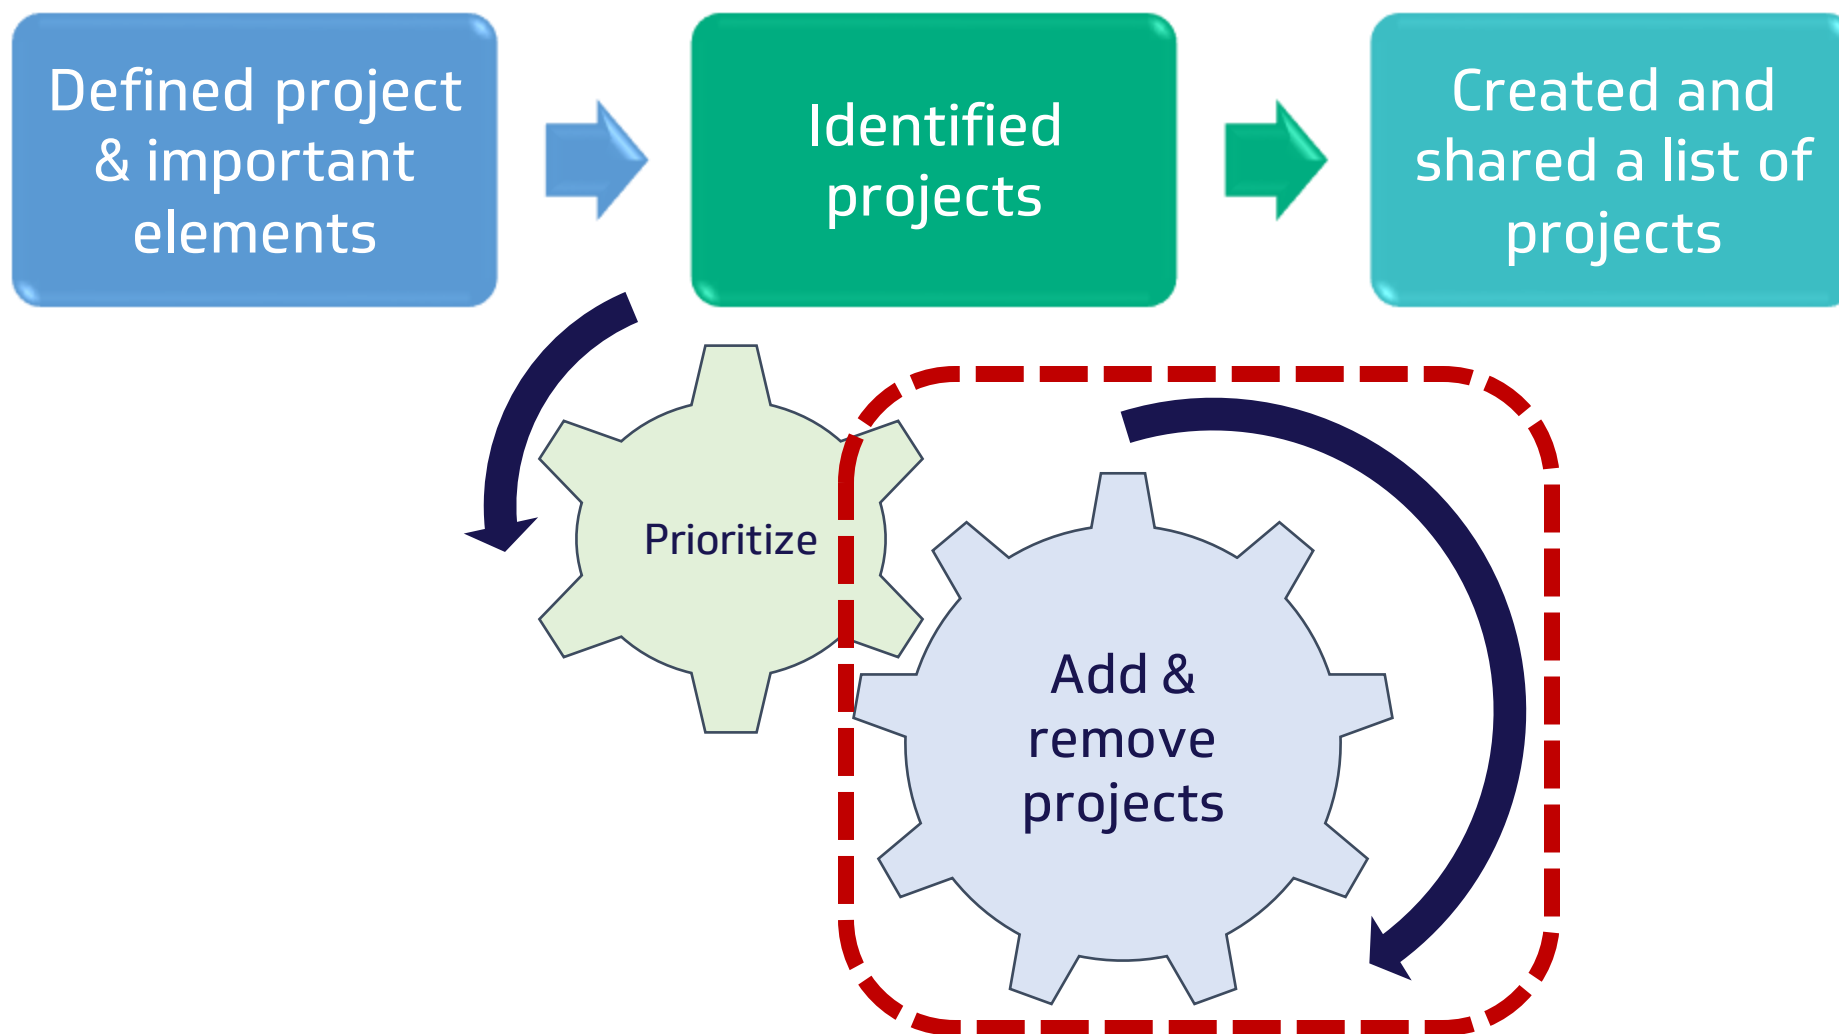 Defined project
& important
elements
Identified
projects
Created and
shared a list of
projects
Prioritize
Add &
remove
projects